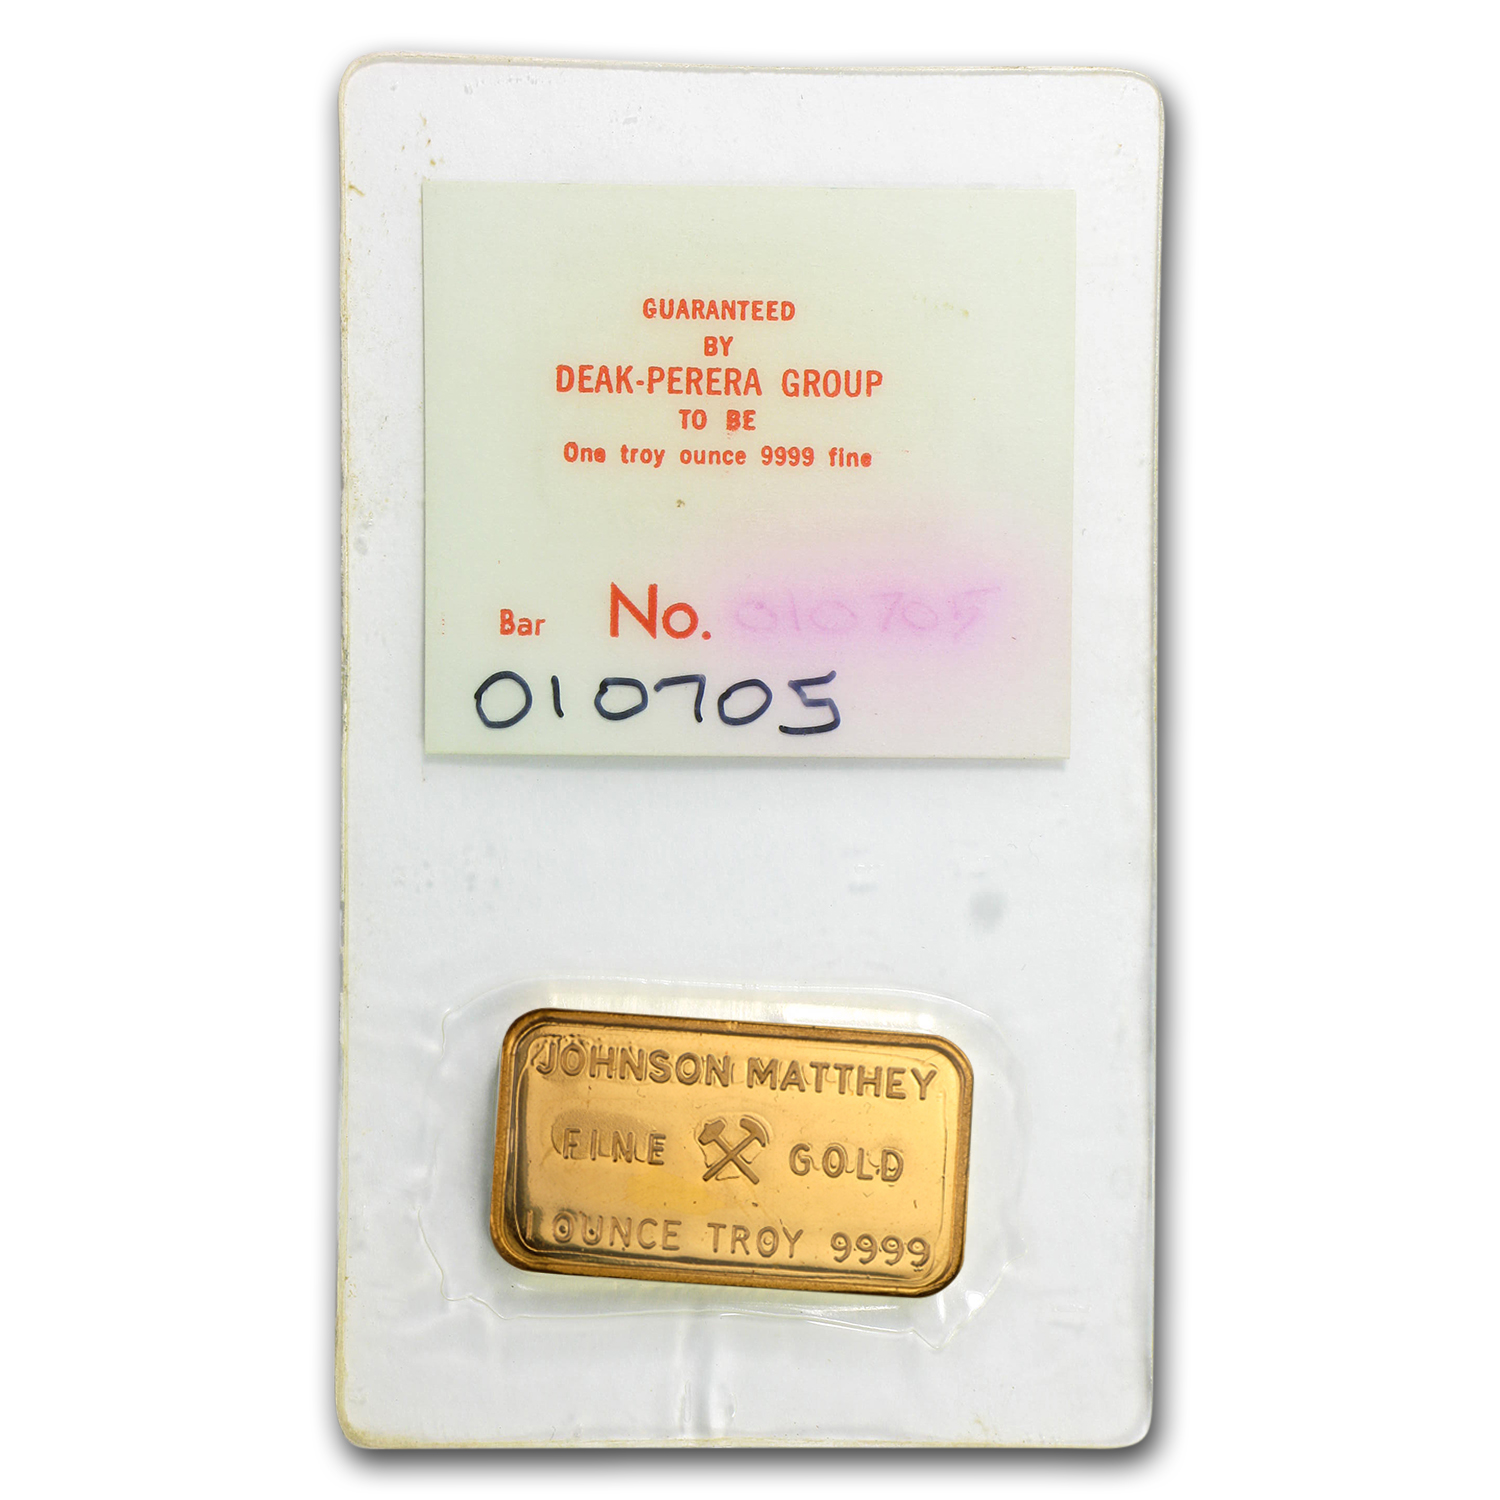 GUARANTEED
BY
DEAK-PERERA GROUP
TO BE
One troy ounce 9999 fine
Bar No. 010705
010705
JOHNSON MATTHEY
FINE GOLD
1 OUNCE TROY 9999